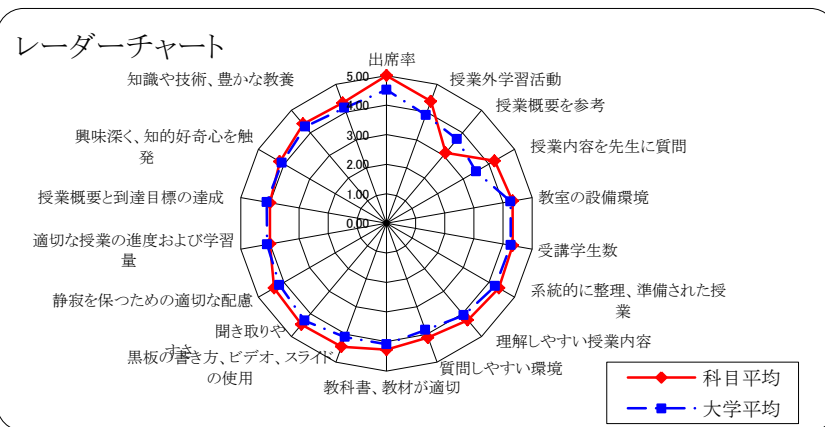 レーダーチャート
出席率
授業外学習活動
授業概要を参考
授業内容を先生に質問
教室の設備環境
受講学生数
系統的に整理、準備された授
業
理解しやすい授業内容
質問しやすい環境
教科書、教材が適切
黒板の書き方、ビデオ、スライド
の使用
聞き取りや
すさ
静寂を保つための適切な配慮
適切な授業の進度および学習
量
授業概要と到達目標の達成
興味深く、知的好奇心を触
発
知識や技術、豊かな教養
5.00
4.00
3.00
2.00
1.00
0.00
科目平均
大学平均